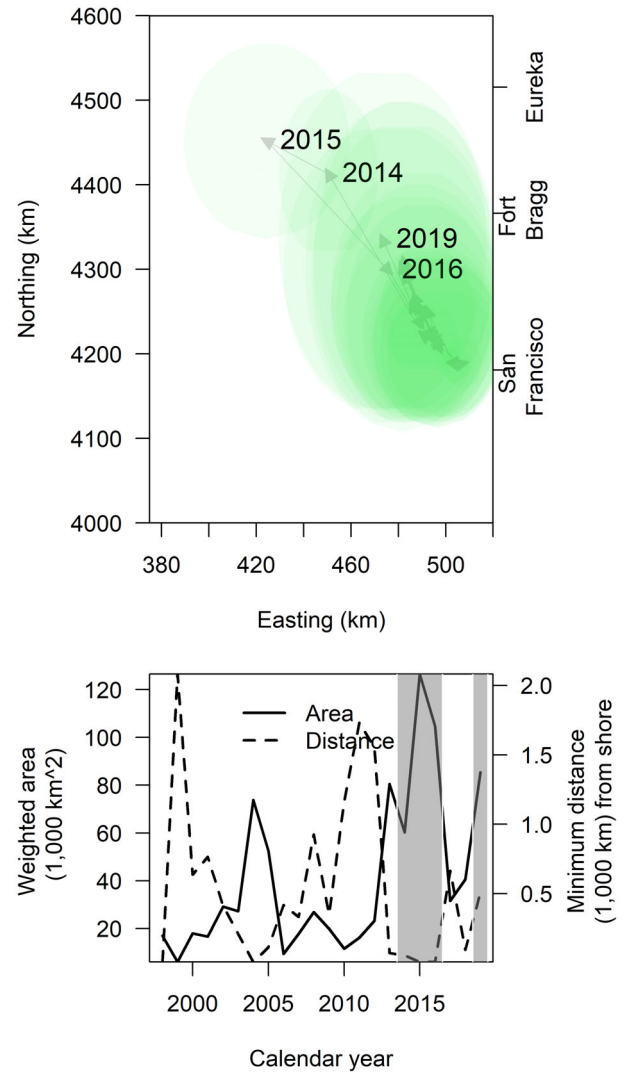 4600
4500
4400
4300
4200
4100
4000
Northing (km)
2015
2014
2019
2016
Eureka
Fort
Bragg
San
Francisco
380
420
460
500
Easting (km)
120
100
80
60
40
20
Weighted area
(1,000 km^2)
Area
Distance
2.0
1.5
1.0
0.5
Minimum distance
(1,000 km) from shore
2000
2005
2010
2015
Calendar year